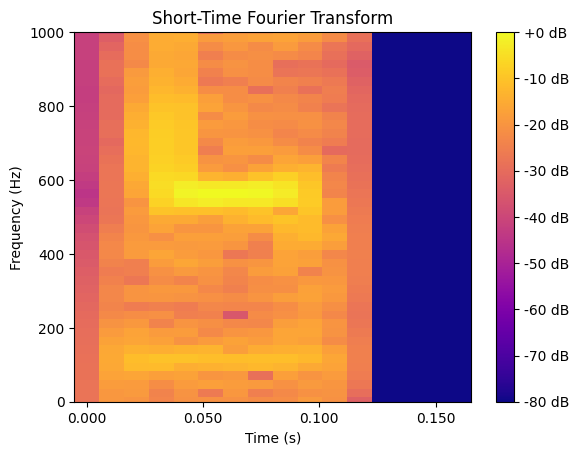 Short-Time Fourier Transform
Frequency (Hz)
1000
800
600
400
200
0
0.000
0.050
0.100
0.150
Time (s)
+0 dB
-10 dB
-20 dB
-30 dB
-40 dB
-50 dB
-60 dB
-70 dB
-80 dB